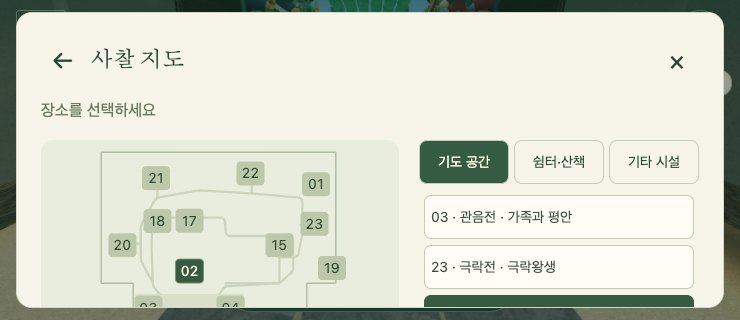 ← 사찰 지도 ×
장소를 선택하세요
기도 공간 쉼터·산책 기타 시설
21 22 01
18 17 23
20 15
02 19
03 04
03 · 관음전 · 가족과 평안
23 · 극락전 · 극락왕생